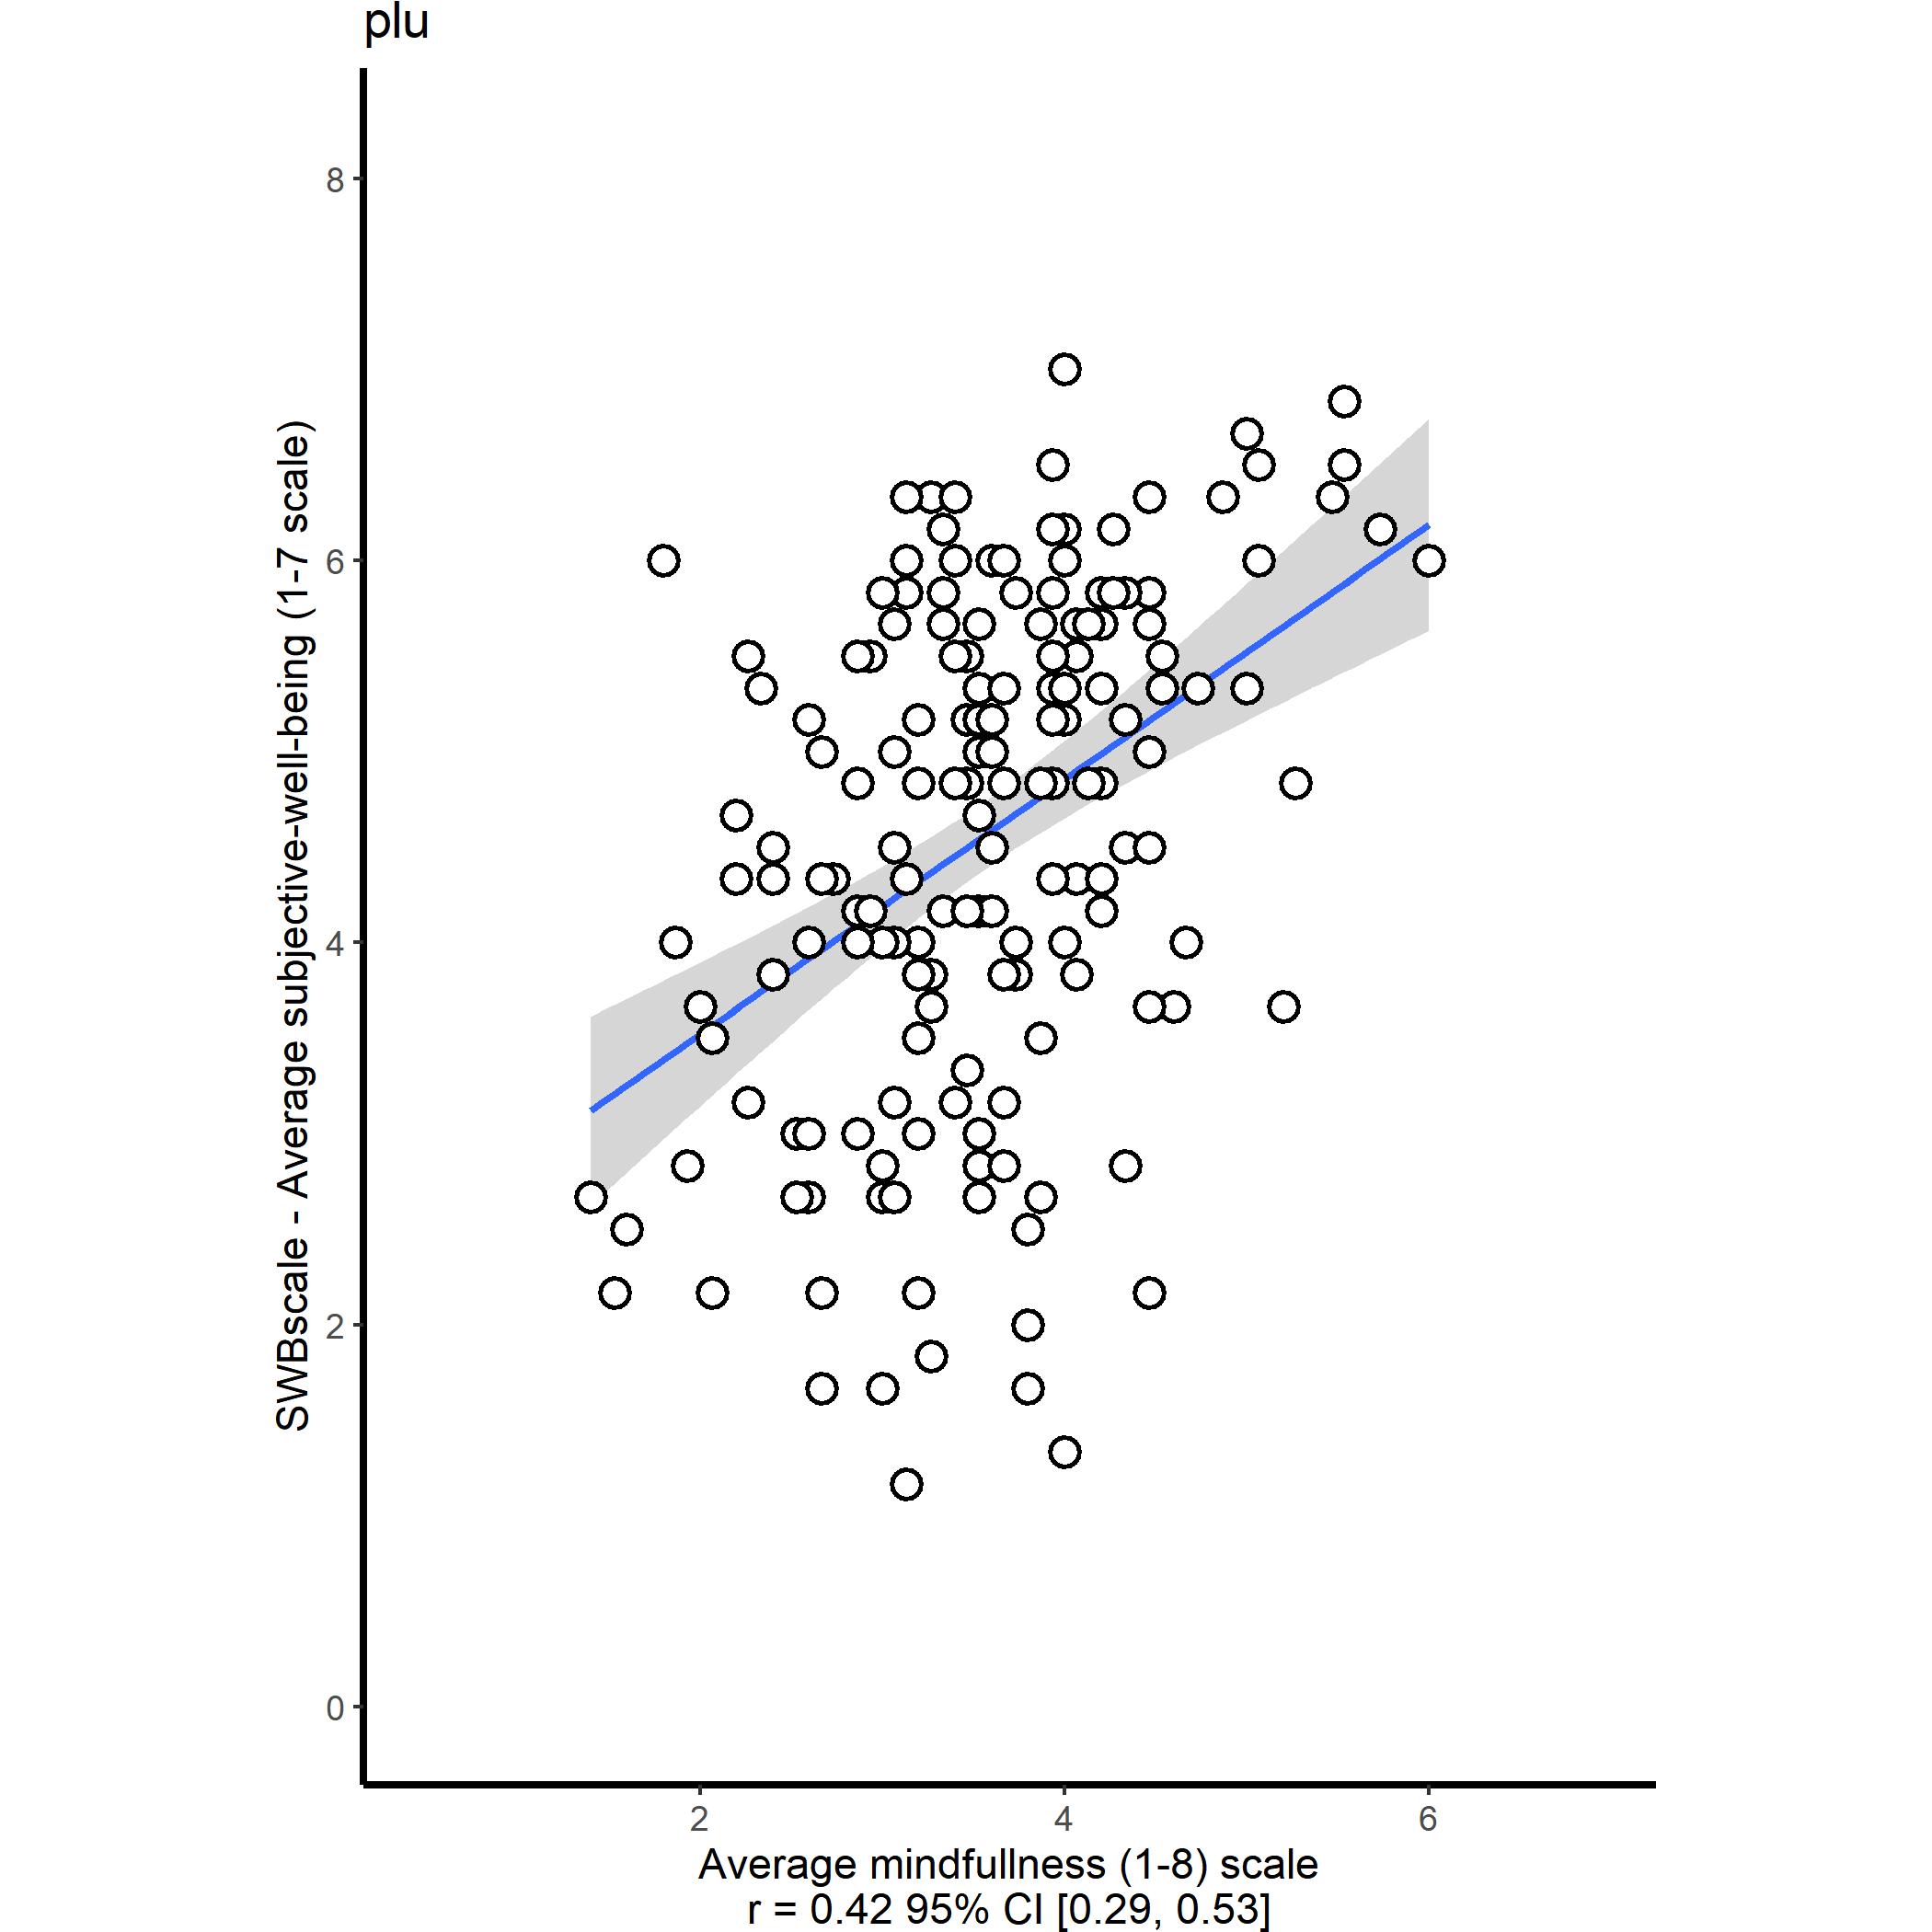 plu
SWBscale - Average subjective-well-being (1-7 scale)
8
6
4
2
0
2 4 6
Average mindfullness (1-8) scale
r = 0.42 95% CI [0.29, 0.53]